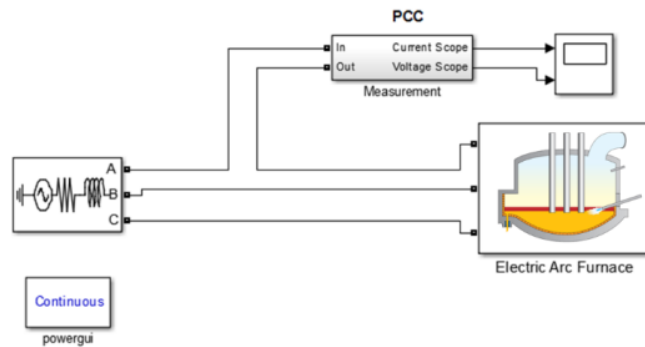 PCC
In
Current Scope
Out
Voltage Scope
Measurement
A
B
C
Electric Arc Furnace
Continuous
powergui